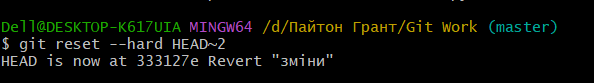 Dell@DESKTOP-K617UIA MINGW64 /d/Пайтон Грант/Git Work (master)
$ git reset --hard HEAD~2
HEAD is now at 333127e Revert "зміни"